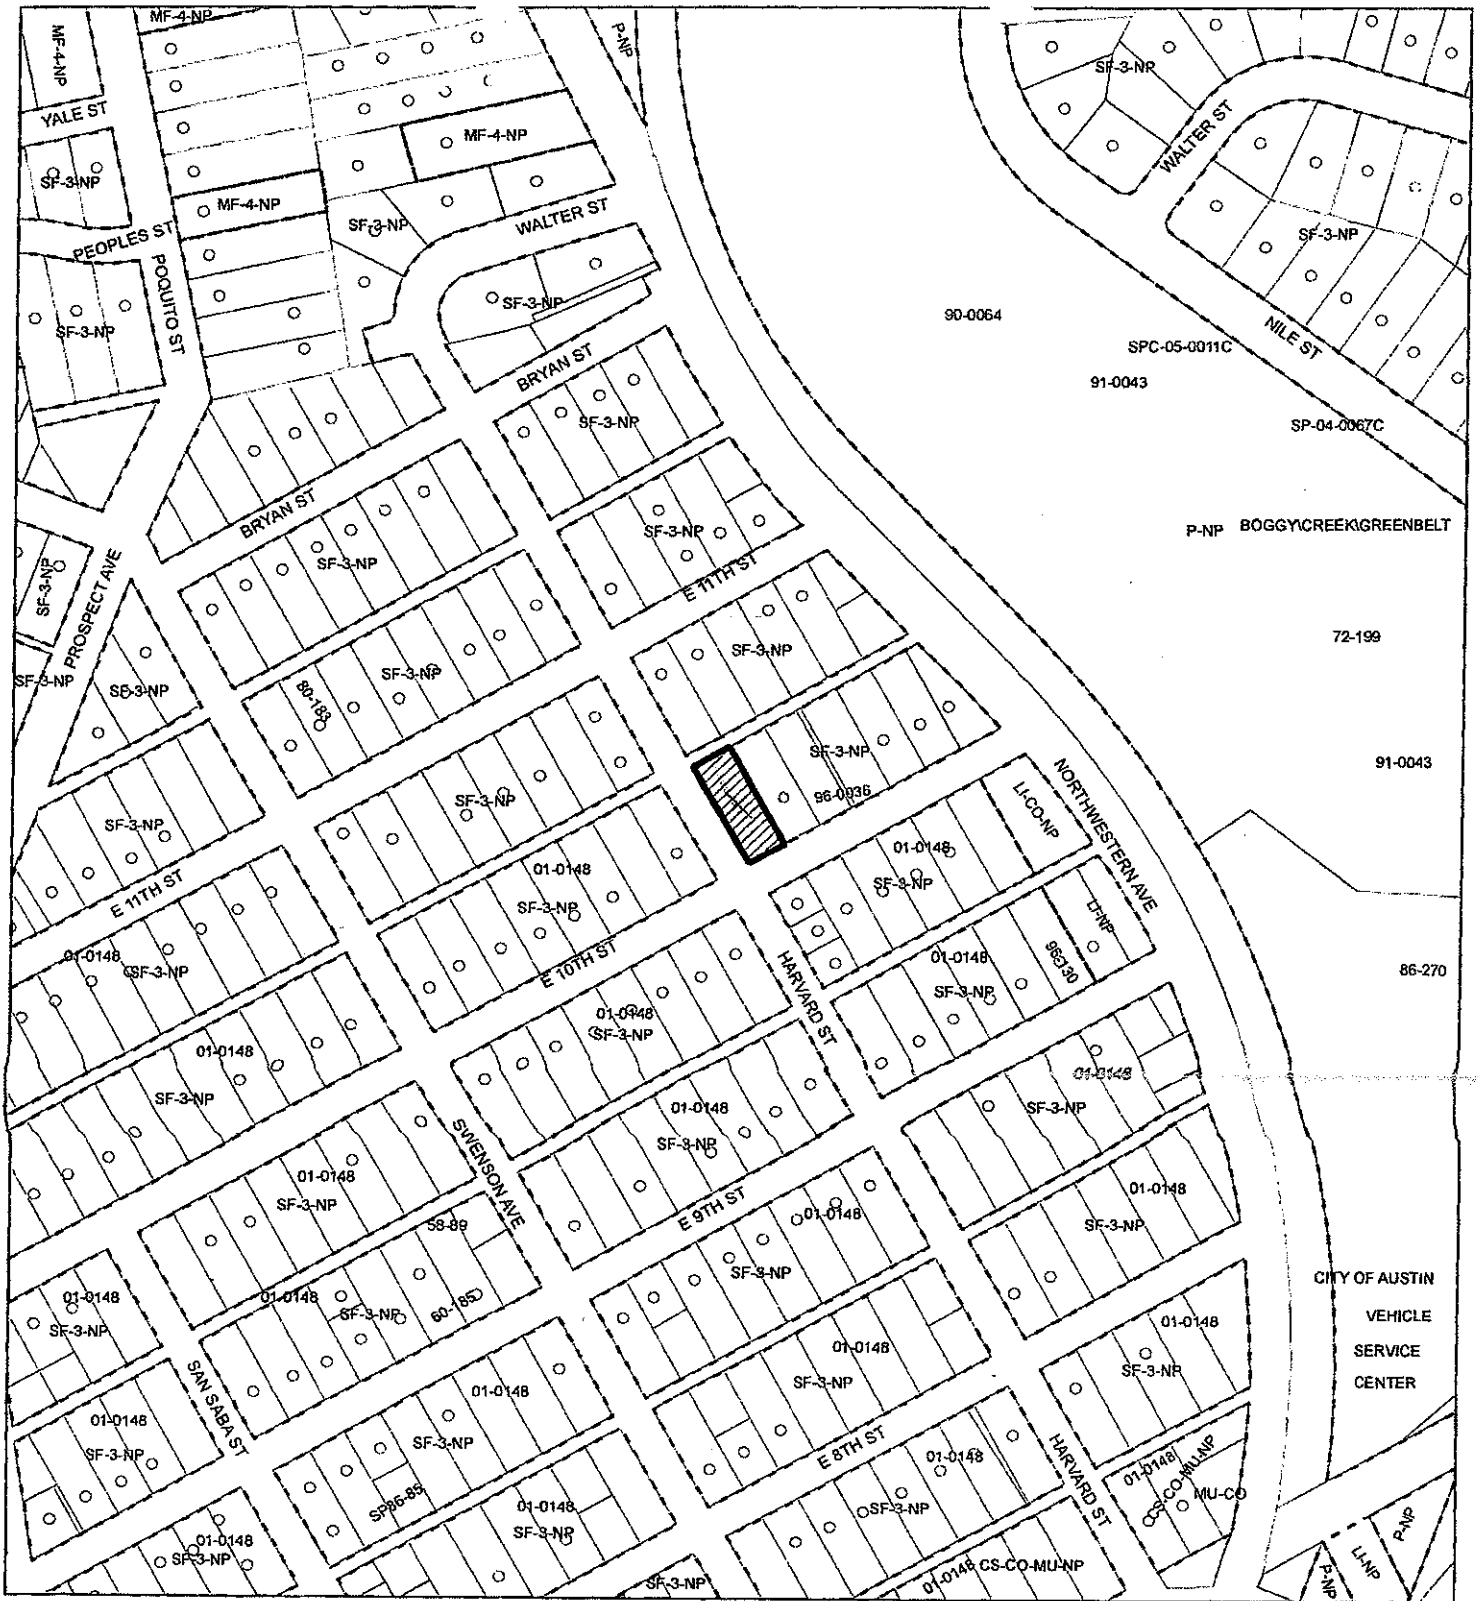 MF-4-NP
MF-4-NP
P-NP
SF-3-NP
YALE ST
MF-4-NP
WALTER ST
SF-3-NP
MF-4-NP
SF-3-NP
WALTER ST
SF-3-NP
PEOPLES ST
POQUITO ST
SF-3-NP
SF-3-NP
90-0064
NILE ST
SPC-05-0011C
BRYAN ST
91-0043
SF-3-NP
SP-04-0067C
BRYAN ST
SF-3-NP
P-NP BOGGY\CREEK\GREENBELT
SF-3-NP
SF-3-NP
PROSPECT AVE
E 11TH ST
72-199
SF-3-NP
SF-3-NP
SF-3-NP
SF-3-NP
80-183
SF-3-NP
91-0043
NORTHWESTERN AVE
96-0036
LI-CO-NP
SF-3-NP
SF-3-NP
01-0148
SF-3-NP
01-0148
SF-3-NP
E 11TH ST
LI-NP
01-0148
SF-3-NP
E 10TH ST
HARVARD ST
01-0148
SF-3-NP
96-130
86-270
01-0148
SF-3-NP
01-0148
SF-3-NP
01-0148
SF-3-NP
01-0148
SF-3-NP
SWENSON AVE
01-0148
SF-3-NP
01-0148
SF-3-NP
E 9TH ST
58-89
01-0148
SF-3-NP
01-0148
SF-3-NP
01-0148
SF-3-NP
60-185
CITY OF AUSTIN
VEHICLE
SERVICE
CENTER
01-0148
SF-3-NP
01-0148
SF-3-NP
SAN SABA ST
01-0148
SF-3-NP
01-0148
SF-3-NP
E 8TH ST
HARVARD ST
01-0148
SF-3-NP
01-0148
CS-CO-MU-NP
MU-CO
SP86-85
01-0148
SF-3-NP
01-0148
SF-3-NP
SF-3-NP
01-0148 CS-CO-MU-NP
P-NP
LI-NP
P-NP